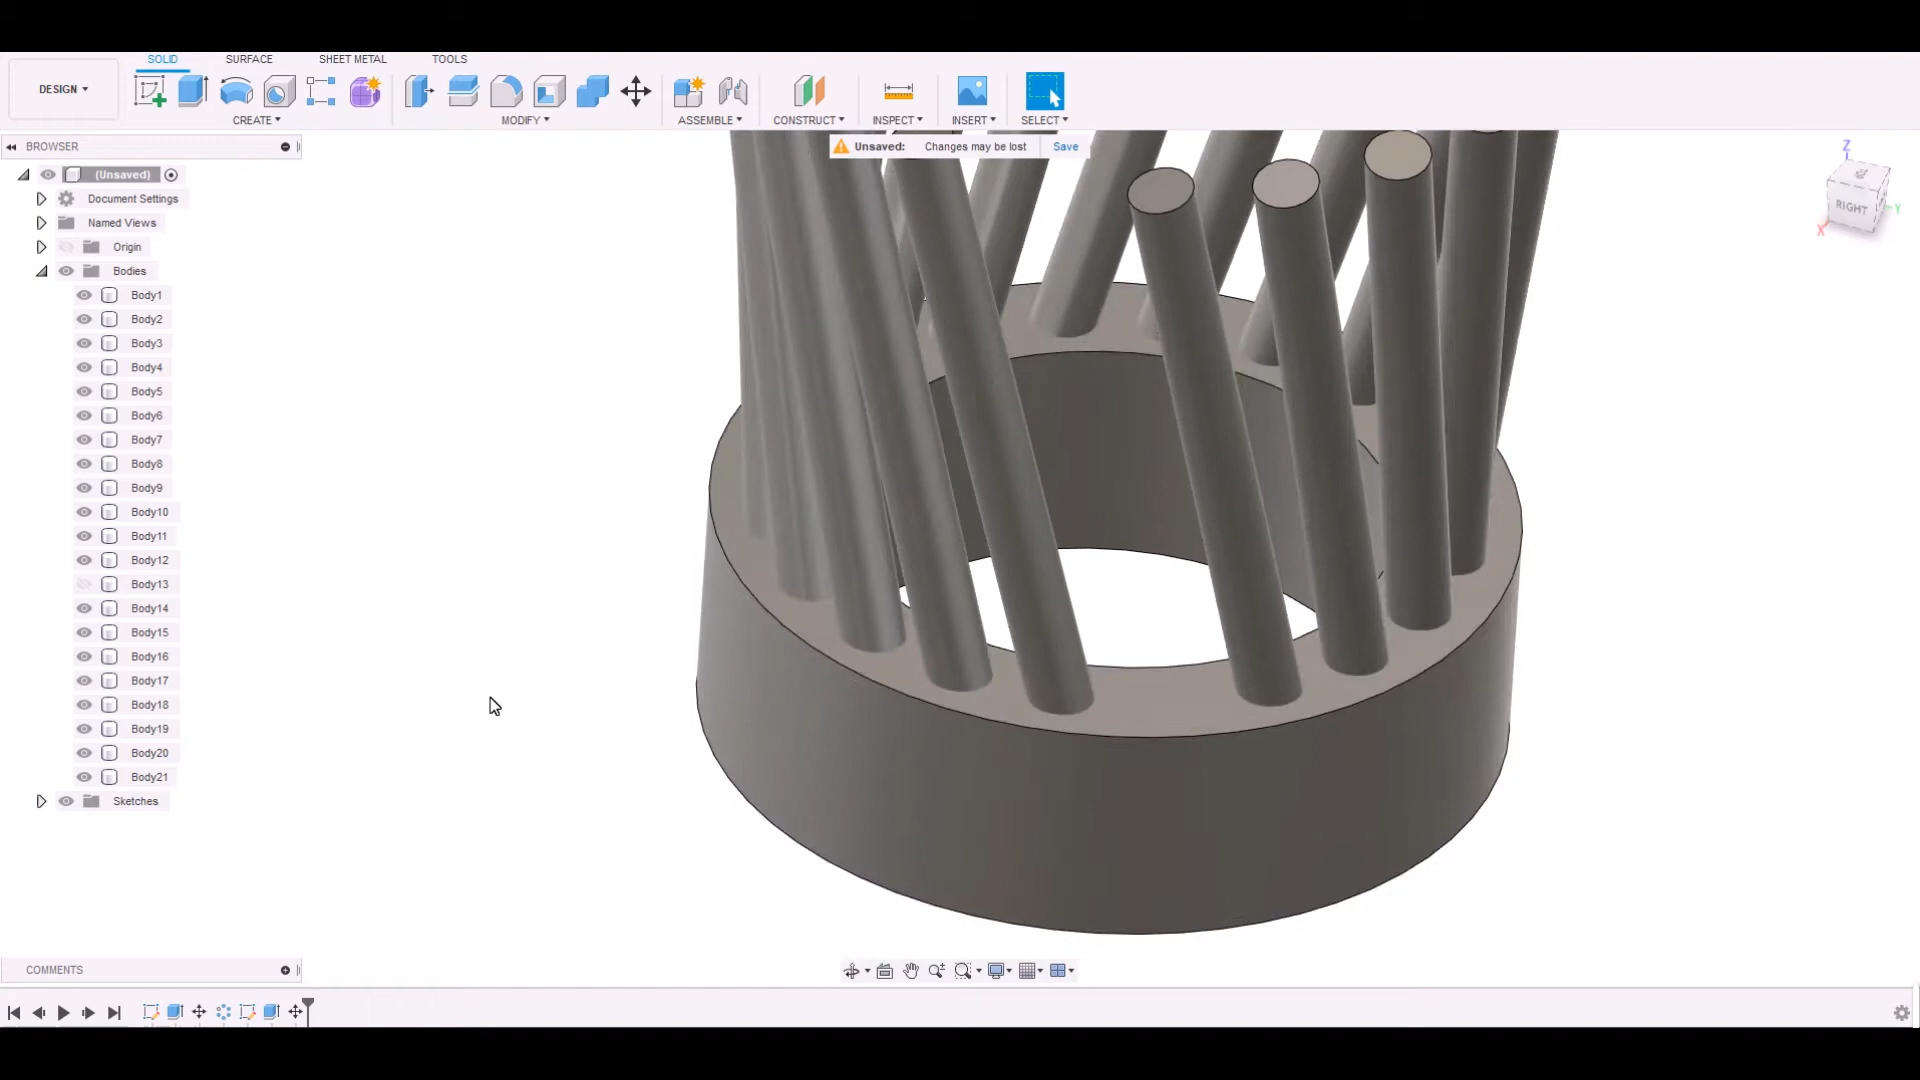 SOLID SURFACE SHEET METAL TOOLS
DESIGN
CREATE MODIFY ASSEMBLE CONSTRUCT INSPECT INSERT SELECT
BROWSER
Unsaved: Changes may be lost Save
(Unsaved)
Document Settings
Named Views
Origin
Bodies
Body1
Body2
Body3
Body4
Body5
Body6
Body7
Body8
Body9
Body10
Body11
Body12
Body13
Body14
Body15
Body16
Body17
Body18
Body19
Body20
Body21
Sketches
Z
RIGHT
Y
X
COMMENTS